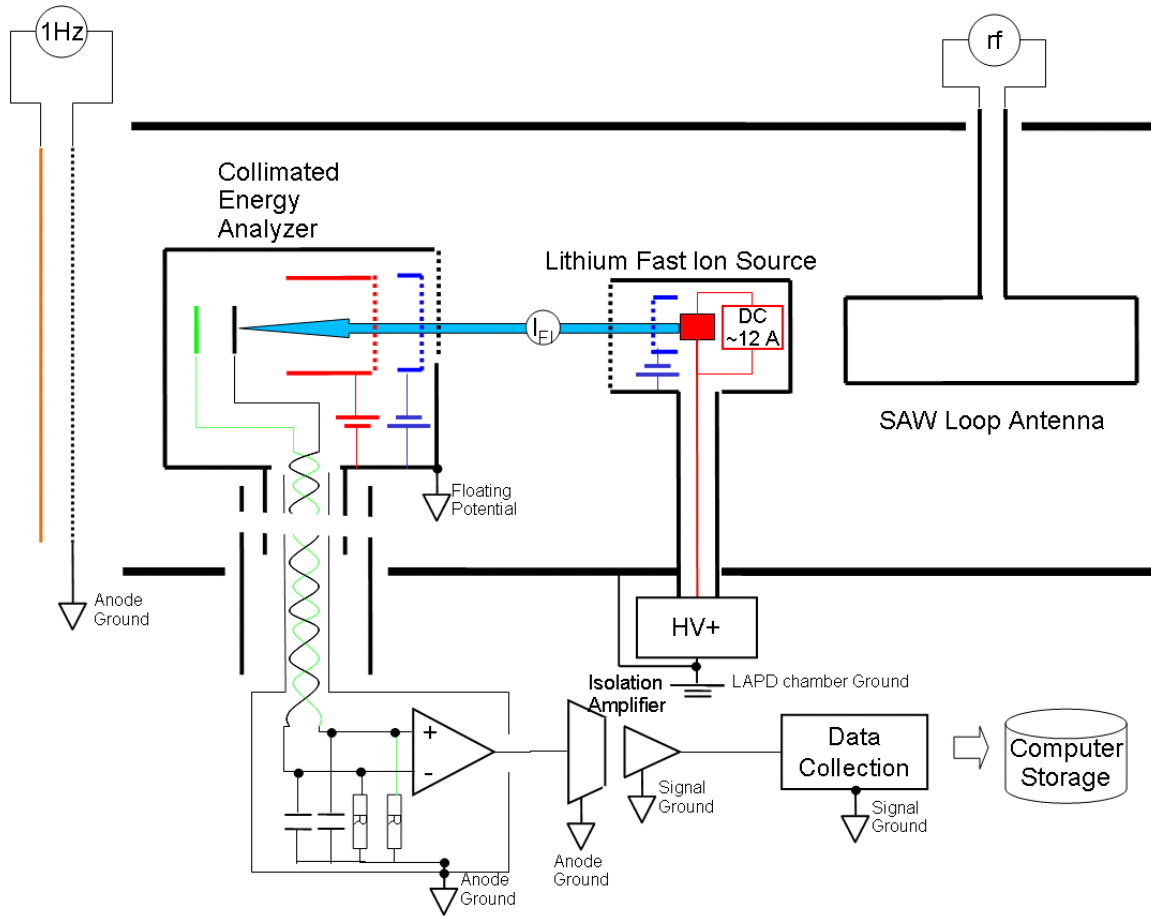 1Hz
rf
Collimated
Energy
Analyzer
Lithium Fast Ion Source
I_FI
DC
~12 A
SAW Loop Antenna
Floating
Potential
Anode
Ground
HV+
LAPD chamber Ground
Isolation
Amplifier
+
-
R
R
Data
Collection
Computer
Storage
Signal
Ground
Signal
Ground
Anode
Ground
Anode
Ground